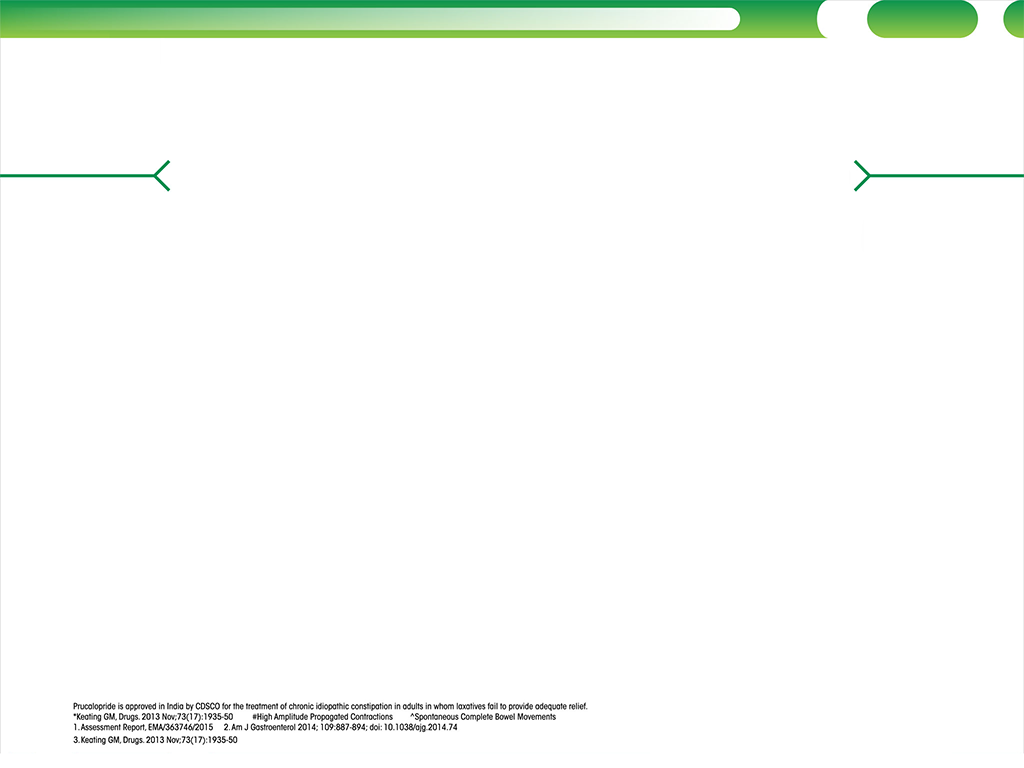 Prucalopride is approved in India by CDSCO for the treatment of chronic idiopathic constipation in adults in whom laxatives fail to provide adequate relief.
*Keating GM, Drugs. 2013 Nov;73(17):1935-50 #High Amplitude Propagated Contractions ^Spontaneous Complete Bowel Movements
1. Assessment Report, EMA/363746/2015 2. Am J Gastroenterol 2014; 109:887-894; doi: 10.1038/ajg.2014.74
3. Keating GM, Drugs. 2013 Nov;73(17):1935-50